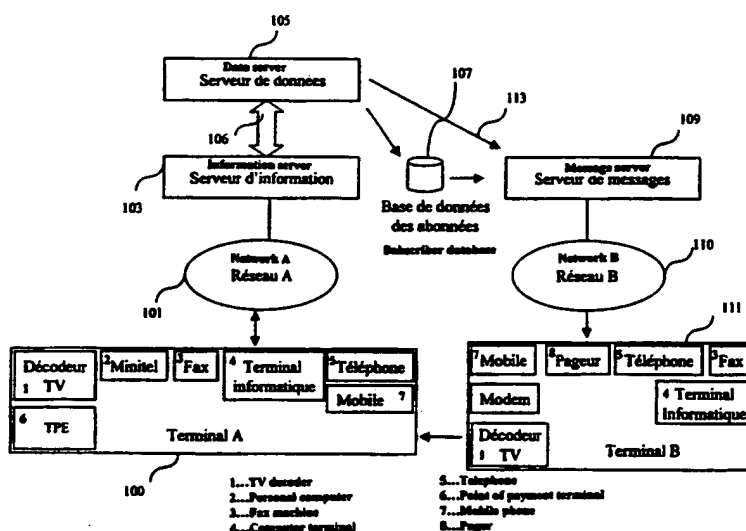 105
Data server
Serveur de données
107
113
106
109
Information server
Serveur d'information
103
Message server
Serveur de messages
Base de données
des abonnées
Subscriber database
Network A
Réseau A
101
Network B
Réseau B
110
111
Décodeur
1 TV
2 Minitel
3 Fax
4 Terminal
informatique
5 Téléphone
Mobile 7
6 TPE
Terminal A
100
7 Mobile
8 Pageur
5 Téléphone
3 Fax
Modem
4 Terminal
Informatique
Décodeur
1 TV
Terminal B
1...TV decoder
2...Personal computer
3...Fax machine
4...Computer terminal
5...Telephone
6...Point of payment terminal
7...Mobile phone
8...Pager